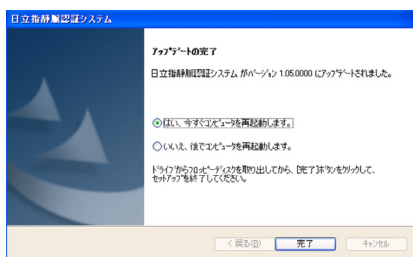 日立指静脈認証システム
ｱｯﾌﾟﾃﾞｰﾄの完了
日立指静脈認証システム がﾊﾞｰｼﾞｮﾝ 1.05.0000 にｱｯﾌﾟﾃﾞｰﾄされました。
はい、今すぐｺﾝﾋﾟｭｰﾀを再起動します。
いいえ、後でｺﾝﾋﾟｭｰﾀを再起動します。
ﾄﾞﾗｲﾌﾞからﾌﾛｯﾋﾟｰﾃﾞｨｽｸを取り出してから、[完了]ﾎﾞﾀﾝをｸﾘｯｸして、
ｾｯﾄｱｯﾌﾟを終了してください。
< 戻る(B)
完了
ｷｬﾝｾﾙ